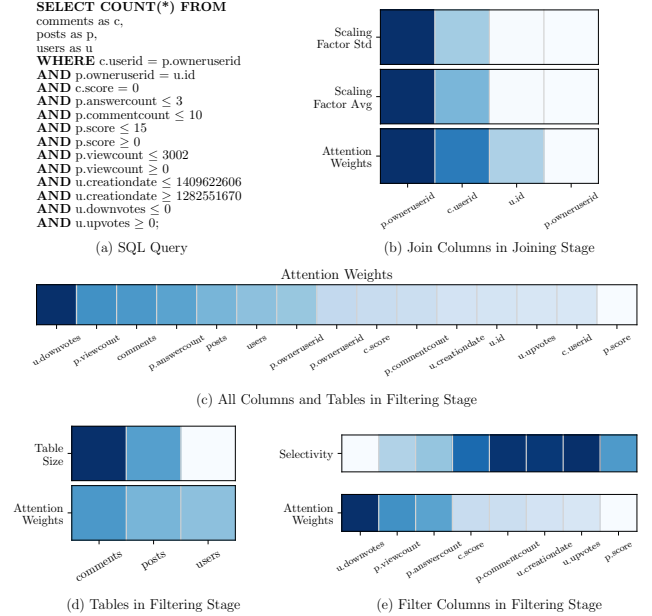 SELECT COUNT(*) FROM
comments as c,
posts as p,
users as u
WHERE c.userid = p.owneruserid
AND p.owneruserid = u.id
AND c.score = 0
AND p.answercount ≤ 3
AND p.commentcount ≤ 10
AND p.score ≤ 15
AND p.score ≥ 0
AND p.viewcount ≤ 3002
AND p.viewcount ≥ 0
AND u.creationdate ≤ 1409622606
AND u.creationdate ≥ 1282551670
AND u.downvotes ≤ 0
AND u.upvotes ≥ 0;
(a) SQL Query
Scaling
Factor Std
Scaling
Factor Avg
Attention
Weights
p.owneruserid
c.userid
u.id
p.owneruserid
(b) Join Columns in Joining Stage
Attention Weights
u.downvotes
p.viewcount
comments
p.answercount
posts
users
p.owneruserid
p.owneruserid
c.score
p.commentcount
u.creationdate
u.id
u.upvotes
c.userid
p.score
(c) All Columns and Tables in Filtering Stage
Table
Size
Attention
Weights
comments
posts
users
(d) Tables in Filtering Stage
Selectivity
Attention
Weights
u.downvotes
p.viewcount
p.answercount
c.score
p.commentcount
u.creationdate
u.upvotes
p.score
(e) Filter Columns in Filtering Stage